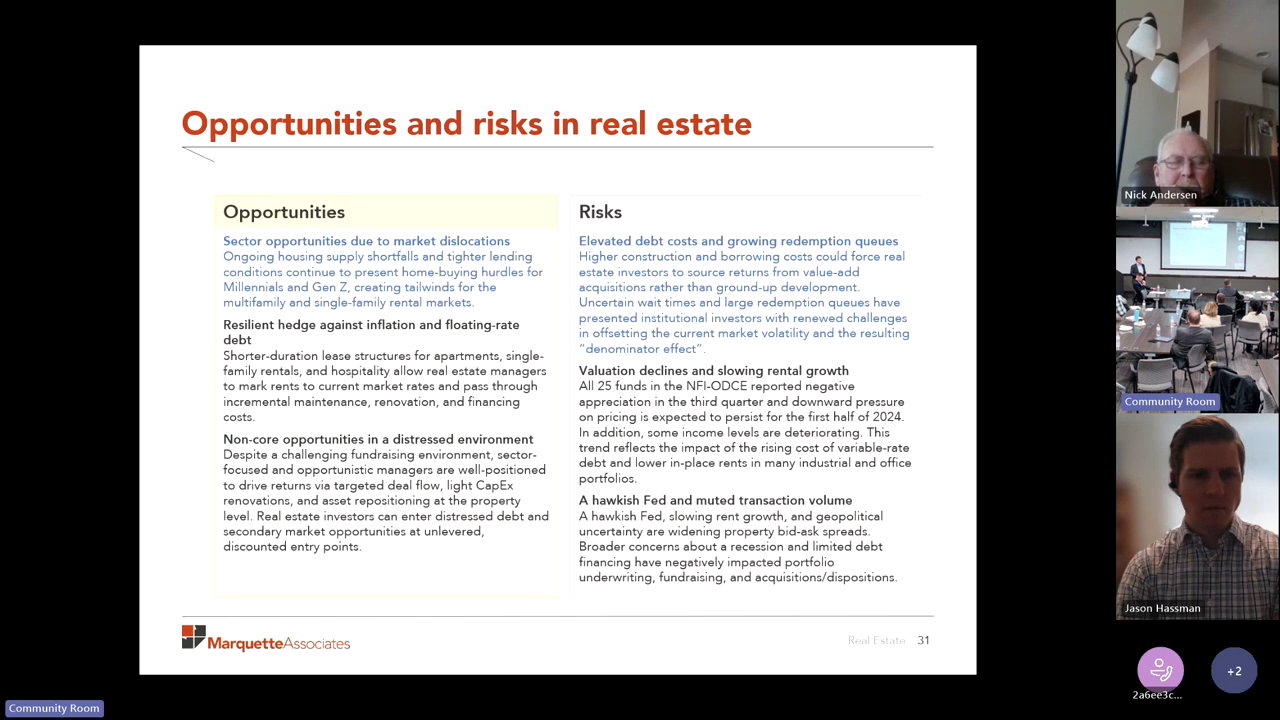 Opportunities and risks in real estate
Opportunities
Sector opportunities due to market dislocations
Ongoing housing supply shortfalls and tighter lending
conditions continue to present home-buying hurdles for
Millennials and Gen Z, creating tailwinds for the
multifamily and single-family rental markets.
Resilient hedge against inflation and floating-rate
debt
Shorter-duration lease structures for apartments, single-
family rentals, and hospitality allow real estate managers
to mark rents to current market rates and pass through
incremental maintenance, renovation, and financing
costs.
Non-core opportunities in a distressed environment
Despite a challenging fundraising environment, sector-
focused and opportunistic managers are well-positioned
to drive returns via targeted deal flow, light CapEx
renovations, and asset repositioning at the property
level. Real estate investors can enter distressed debt and
secondary market opportunities at unlevered,
discounted entry points.
Risks
Elevated debt costs and growing redemption queues
Higher construction and borrowing costs could force real
estate investors to source returns from value-add
acquisitions rather than ground-up development.
Uncertain wait times and large redemption queues have
presented institutional investors with renewed challenges
in offsetting the current market volatility and the resulting
“denominator effect”.
Valuation declines and slowing rental growth
All 25 funds in the NFI-ODCE reported negative
appreciation in the third quarter and downward pressure
on pricing is expected to persist for the first half of 2024.
In addition, some income levels are deteriorating. This
trend reflects the impact of the rising cost of variable-rate
debt and lower in-place rents in many industrial and office
portfolios.
A hawkish Fed and muted transaction volume
A hawkish Fed, slowing rent growth, and geopolitical
uncertainty are widening property bid-ask spreads.
Broader concerns about a recession and limited debt
financing have negatively impacted portfolio
underwriting, fundraising, and acquisitions/dispositions.
MarquetteAssociates
Real Estate 31
Nick Andersen
Community Room
Jason Hassman
2a6ee3c...
+2
Community Room